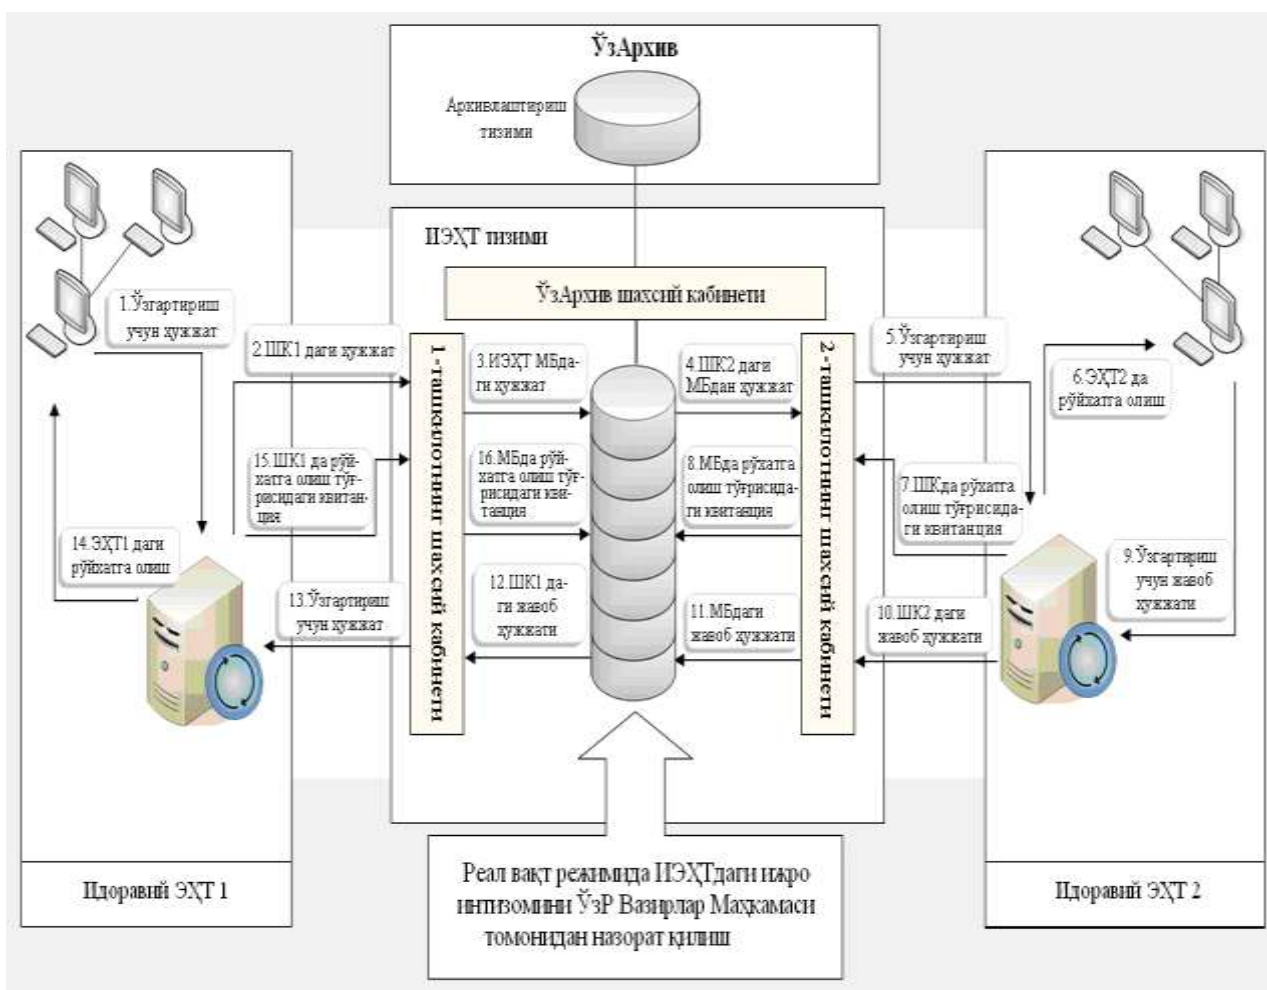 ЎзАрхив
Архивлаштириш
тизими
ИЭҲТ тизими
ЎзАрхив шахсий кабинети
1.Ўзгартириш
учун ҳужжат
2.ШК1 даги ҳужжат
3.ИЭҲТ МБда-
ги ҳужжат
4.ШК2 даги
МБдан ҳужжат
5.Ўзгартириш
учун ҳужжат
6.ЭҲТ2 да
рўйхатга олиш
1-ташкилотнинг шахсий кабинети
2-ташкилотнинг шахсий кабинети
15.ШК1 да рўй-
хатга олиш тўғ-
рисидаги квитан-
ция
16.МБда рўй-
хатга олиш тўғ-
рисидаги кви-
танция
8.МБда рўхатга
олиш тўғрисида-
ги квитанция
7.ШКда рўхатга
олиш тўғрисида-
ги квитанция
14.ЭҲТ1 даги
рўйхатга олиш
13.Ўзгартириш
учун ҳужжат
12.ШК1 да-
ги жавоб
ҳужжати
11.МБдаги
жавоб ҳужжати
10.ШК2 даги
жавоб ҳужжати
9.Ўзгартириш
учун жавоб
ҳужжати
Идоравий ЭҲТ 1
Реал вақт режимида ИЭҲТдаги ижро
интизомини ЎзР Вазирлар Маҳкамаси
томонидан назорат қилиш
Идоравий ЭҲТ 2